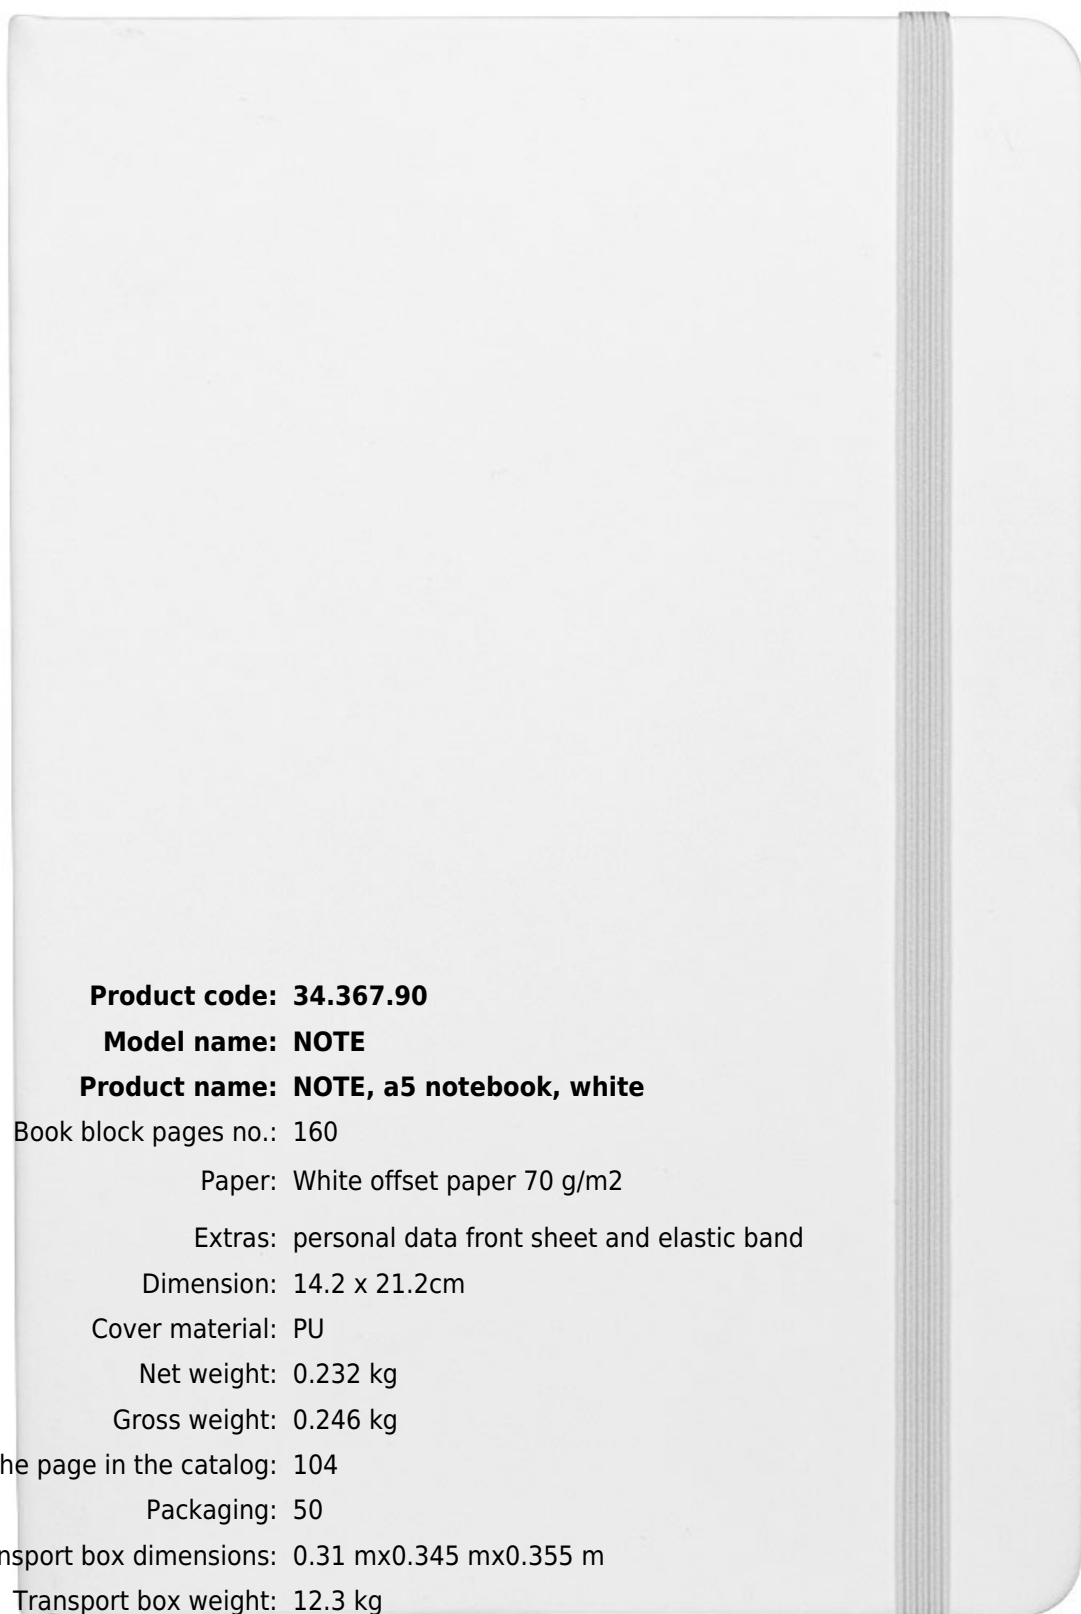 Product code: 34.367.90
Model name: NOTE
Product name: NOTE, a5 notebook, white
Book block pages no.: 160
Paper: White offset paper 70 g/m2
Extras: personal data front sheet and elastic band
Dimension: 14.2 x 21.2cm
Cover material: PU
Net weight: 0.232 kg
Gross weight: 0.246 kg
page in the catalog: 104
Packaging: 50
box dimensions: 0.31 mx0.345 mx0.355 m
Transport box weight: 12.3 kg